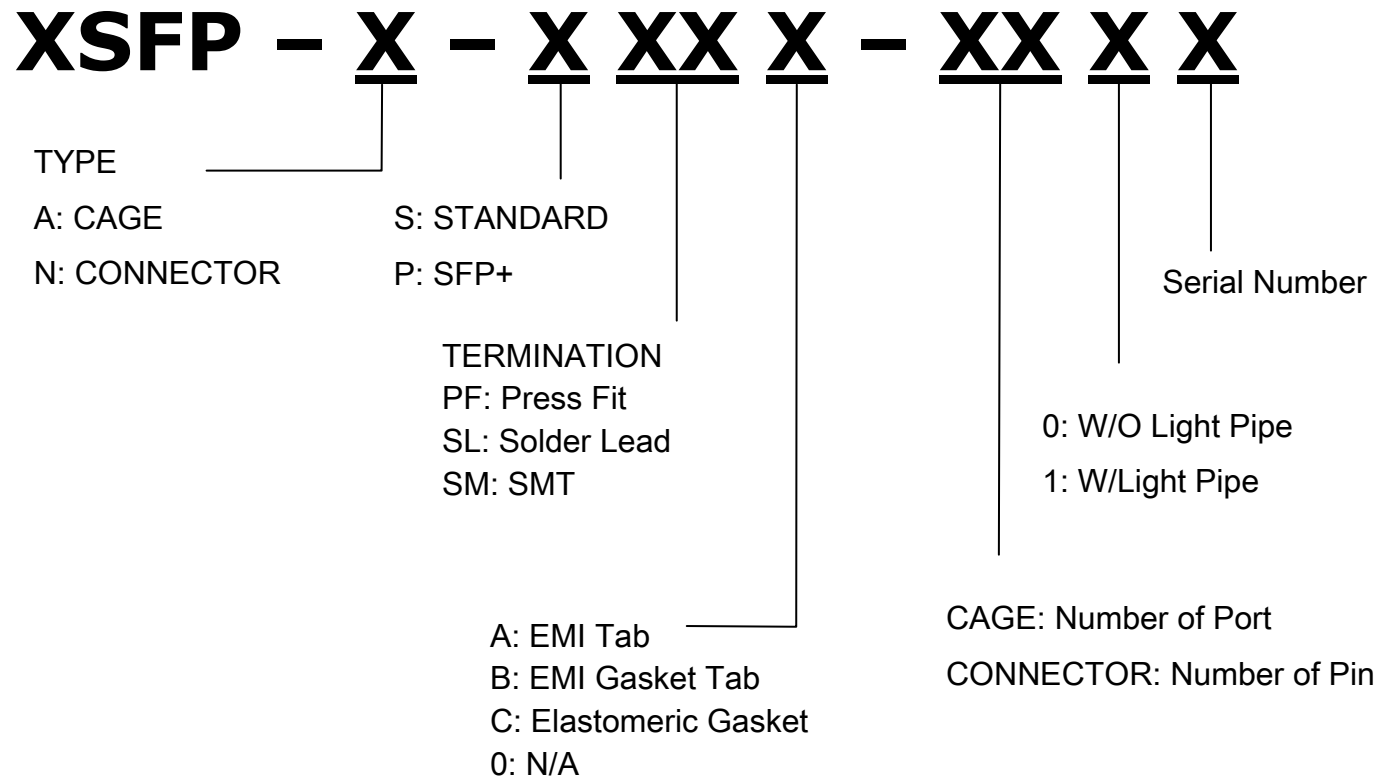 XSFP – X – X XX X – XX X X
TYPE
A: CAGE
N: CONNECTOR
S: STANDARD
P: SFP+
Serial Number
TERMINATION
PF: Press Fit
SL: Solder Lead
SM: SMT
0: W/O Light Pipe
1: W/Light Pipe
A: EMI Tab
B: EMI Gasket Tab
C: Elastomeric Gasket
0: N/A
CAGE: Number of Port
CONNECTOR: Number of Pin